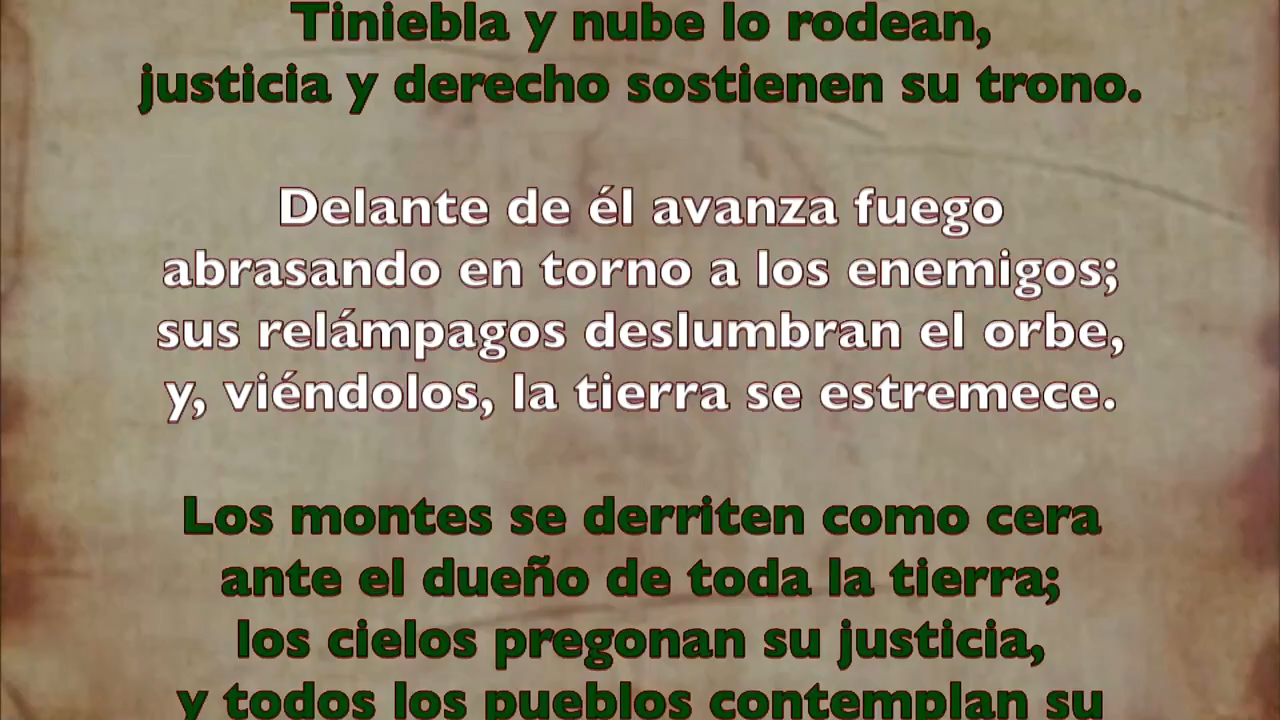 Tiniebla y nube lo rodean,
justicia y derecho sostienen su trono.
Delante de él avanza fuego
abrasando en torno a los enemigos;
sus relámpagos deslumbran el orbe,
y, viéndolos, la tierra se estremece.
Los montes se derriten como cera
ante el dueño de toda la tierra;
los cielos pregonan su justicia,
y todos los pueblos contemplan su